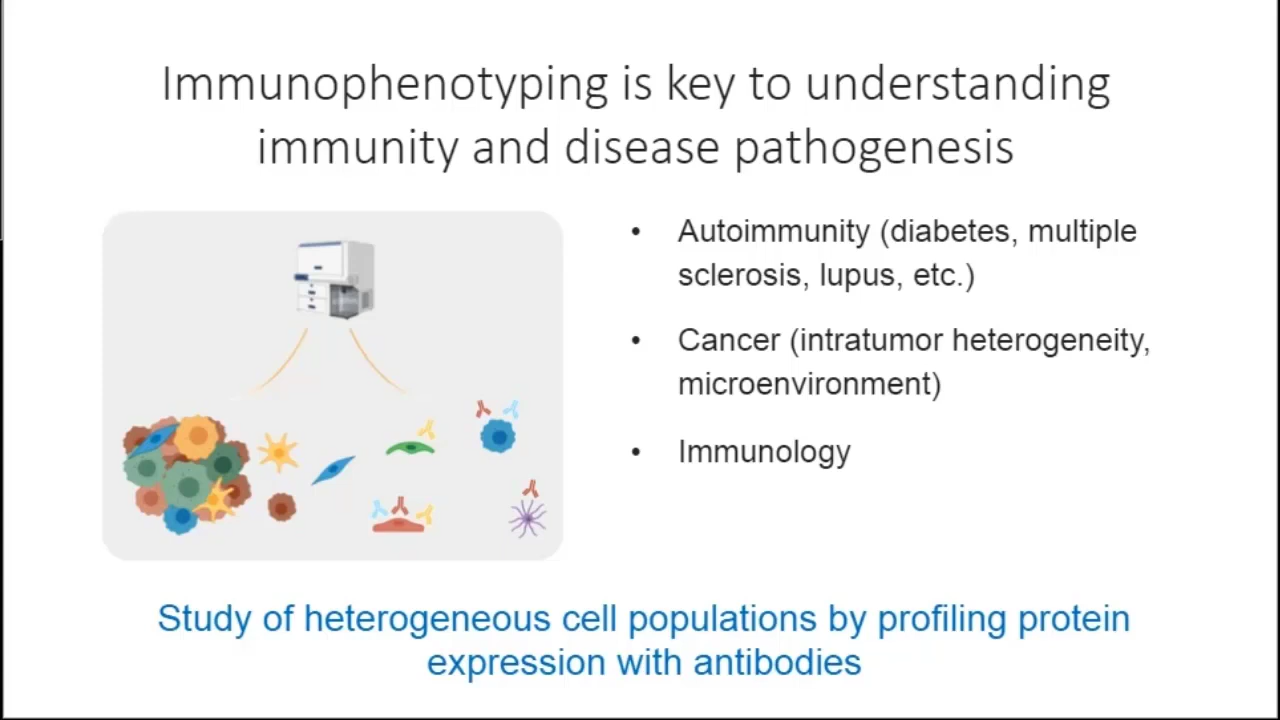 Immunophenotyping is key to understanding
immunity and disease pathogenesis
• Autoimmunity (diabetes, multiple
sclerosis, lupus, etc.)
• Cancer (intratumor heterogeneity,
microenvironment)
• Immunology
Study of heterogeneous cell populations by profiling protein
expression with antibodies